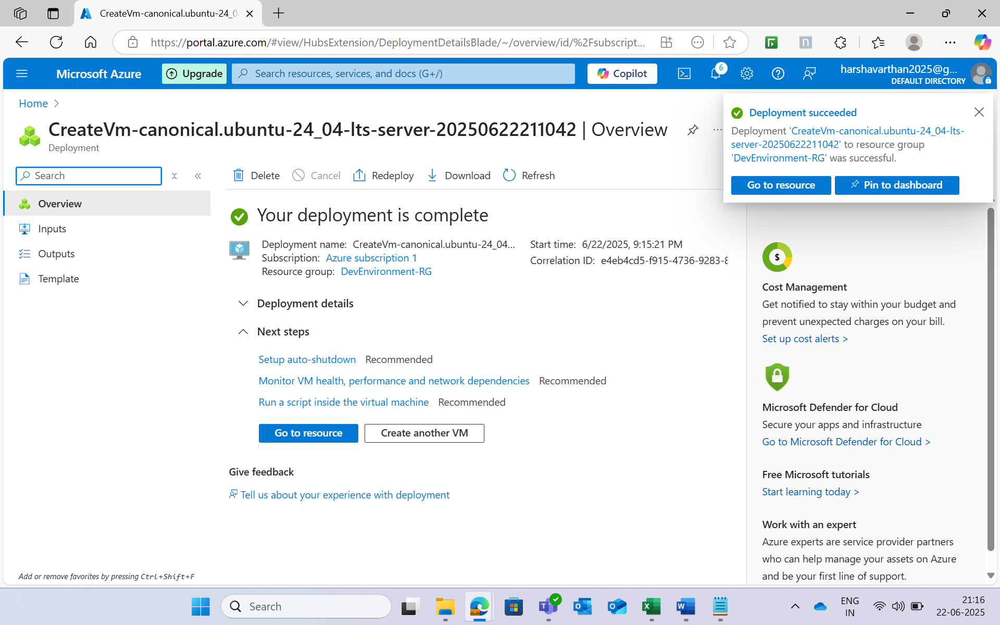 CreateVm-canonical.ubuntu-24_0
https://portal.azure.com/#view/HubsExtension/DeploymentDetailsBlade/~/overview/id/%2Fsubscript...
Microsoft Azure
Upgrade
Search resources, services, and docs (G+/)
Copilot
6
harshavarthan2025@g...
DEFAULT DIRECTORY
Home
CreateVm-canonical.ubuntu-24_04-lts-server-20250622211042 | Overview
Deployment
Deployment succeeded
Deployment 'CreateVm-canonical.ubuntu-24_04-lts-
server-20250622211042' to resource group
'DevEnvironment-RG' was successful.
Go to resource
Pin to dashboard
Search
Delete
Cancel
Redeploy
Download
Refresh
Overview
Inputs
Outputs
Template
Your deployment is complete
Deployment name: CreateVm-canonical.ubuntu-24_04...
Subscription: Azure subscription 1
Resource group: DevEnvironment-RG
Start time: 6/22/2025, 9:15:21 PM
Correlation ID: e4eb4cd5-f915-4736-9283-8
Deployment details
Next steps
Setup auto-shutdown Recommended
Monitor VM health, performance and network dependencies Recommended
Run a script inside the virtual machine Recommended
Go to resource
Create another VM
Give feedback
Tell us about your experience with deployment
$
Cost Management
Get notified to stay within your budget and
prevent unexpected charges on your bill.
Set up cost alerts >
Microsoft Defender for Cloud
Secure your apps and infrastructure
Go to Microsoft Defender for Cloud >
Free Microsoft tutorials
Start learning today >
Work with an expert
Azure experts are service provider partners
who can help manage your assets on Azure
and be your first line of support.
Add or remove favorites by pressing Ctrl+Shift+F
Search
ENG
IN
21:16
22-06-2025